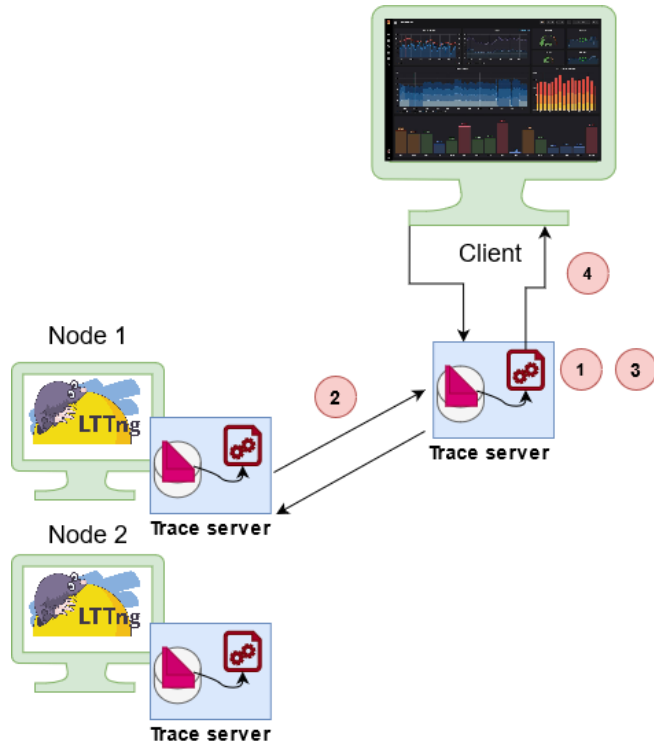 Client
4
Node 1
1
3
2
LTTng
Trace server
Trace server
Node 2
LTTng
Trace server